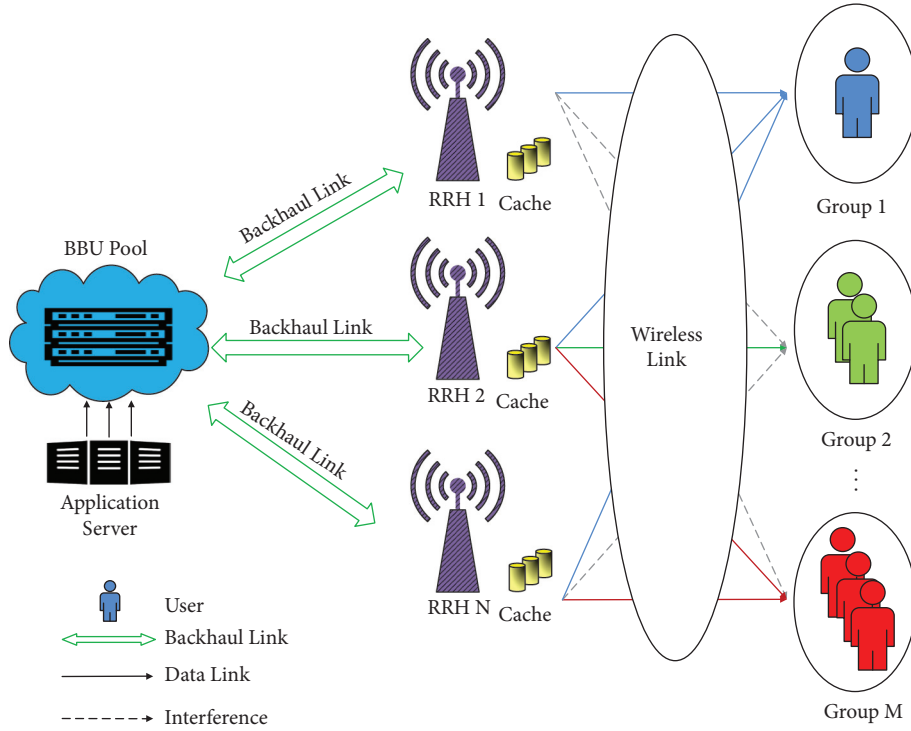 BBU Pool
Application
Server
Backhaul Link
Backhaul Link
Backhaul Link
RRH 1
Cache
RRH 2
Cache
RRH N
Cache
Wireless
Link
Group 1
Group 2
...
Group M
User
Backhaul Link
Data Link
Interference